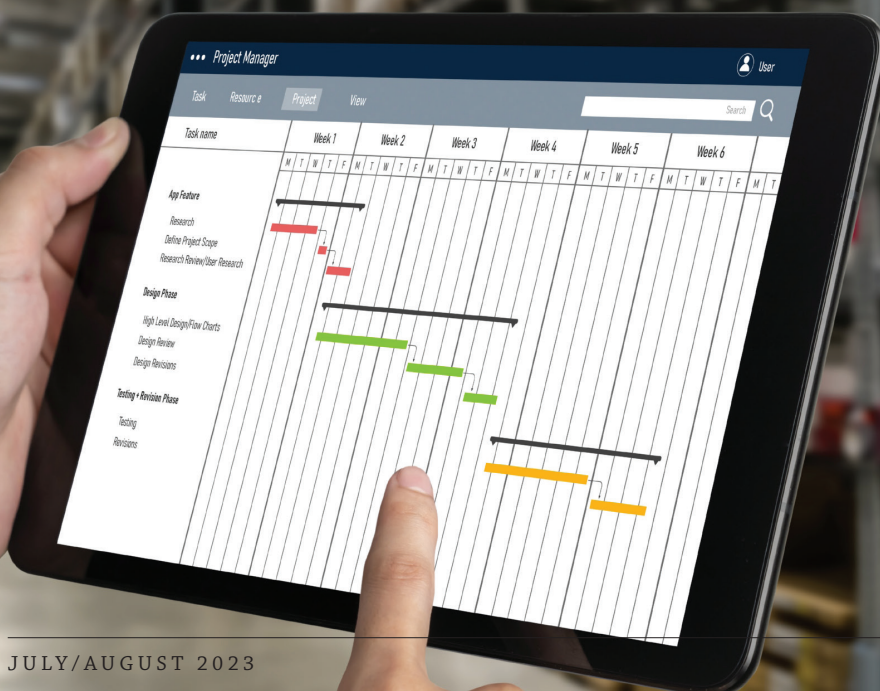 ••• Project Manager
User
Task Resourc e Project View
Search
Task name
Week 1 Week 2 Week 3 Week 4 Week 5 Week 6
M T W T F M T W T F M T W T F M T W T F M T W T F M T W T F M T
App Feature
Research
Define Project Scope
Research Review/User Research
Design Phase
High Level Design/Flow Charts
Design Review
Design Revisions
Testing + Revision Phase
Testing
Revisions
JULY/AUGUST 2023